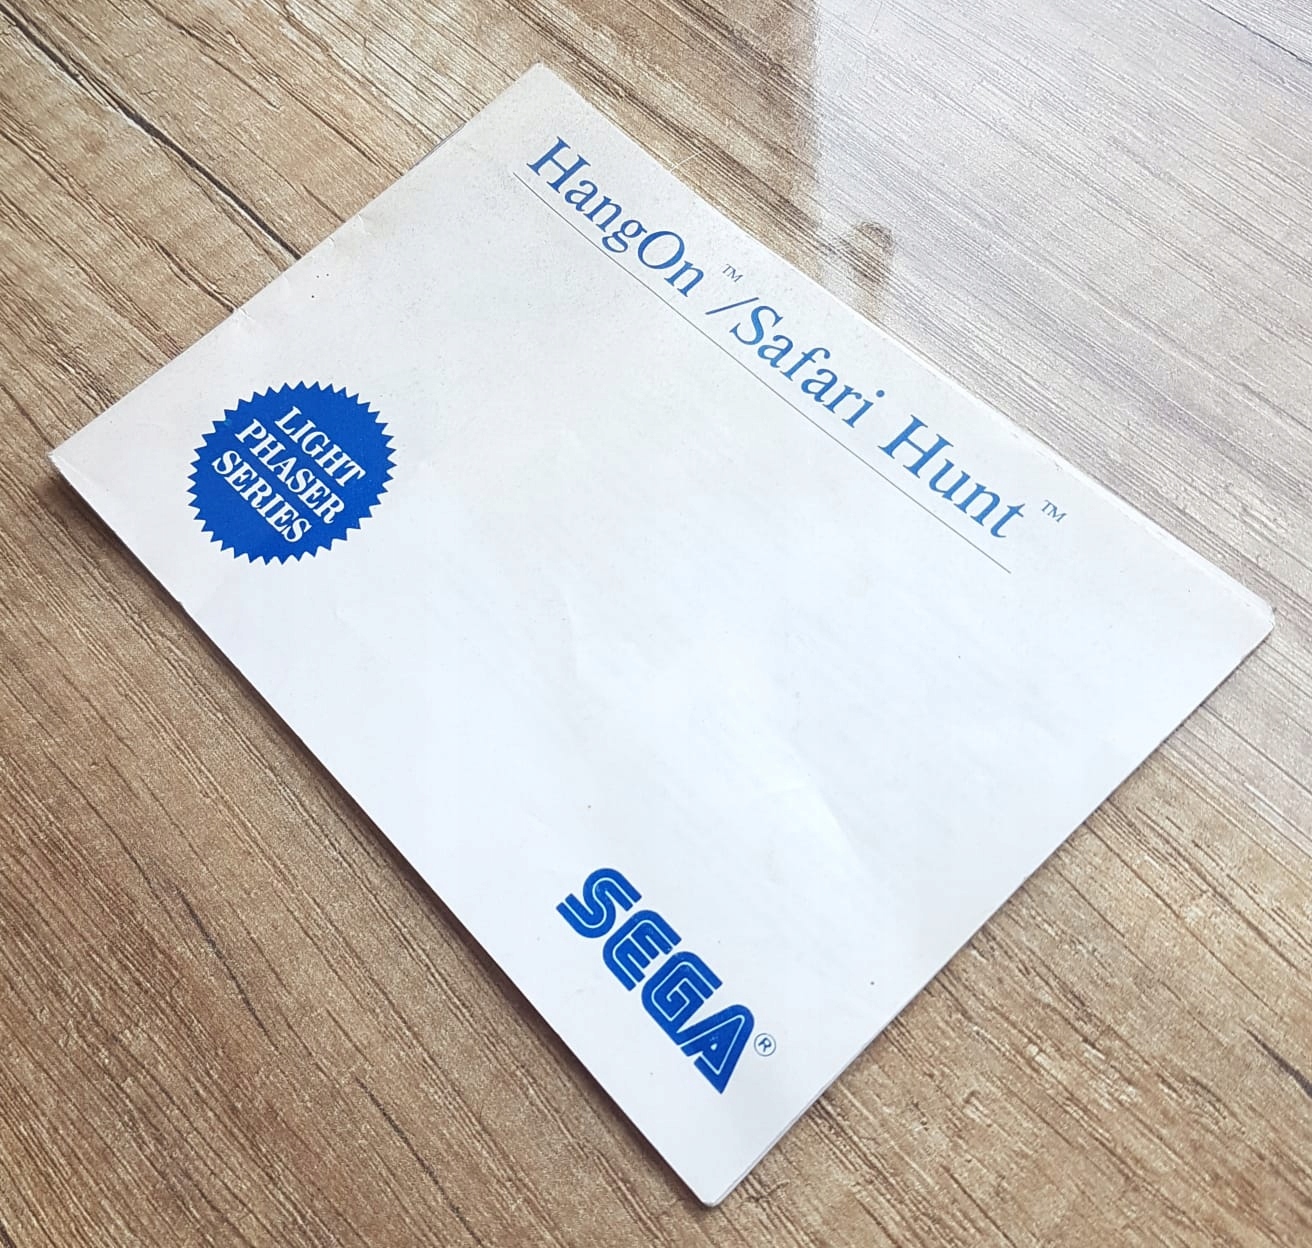 HangOn™/Safari Hunt™
LIGHT
PHASER
SERIES
SEGA®